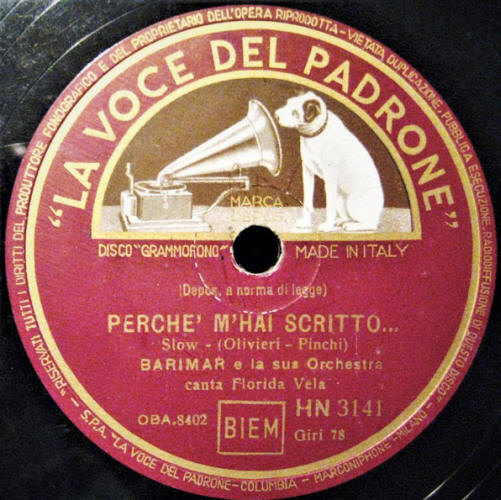 "RISERVATI TUTTI I DIRITTI DEL PRODUTTORE FONOGRAFICO E DEL PROPRIETARIO DELL'OPERA RIPRODOTTA - VIETATA DUPLICAZIONE, PUBBLICA ESECUZIONE, RADIODIFFUSIONE DI QUESTO DISCO"
"LA VOCE DEL PADRONE"
MARCA
DEPOS.
DISCO "GRAMMOFONO" MADE IN ITALY
(Depos. a norma di legge)
PERCHE' M'HAI SCRITTO...
Slow - (Olivieri - Pinchi)
BARIMAR e la sua Orchestra
canta Florida Vela
OBA.8402 BIEM HN 3141
Giri 78
- S.P.A. "LA VOCE DEL PADRONE-COLUMBIA - MARCONIPHONE-MILANO -